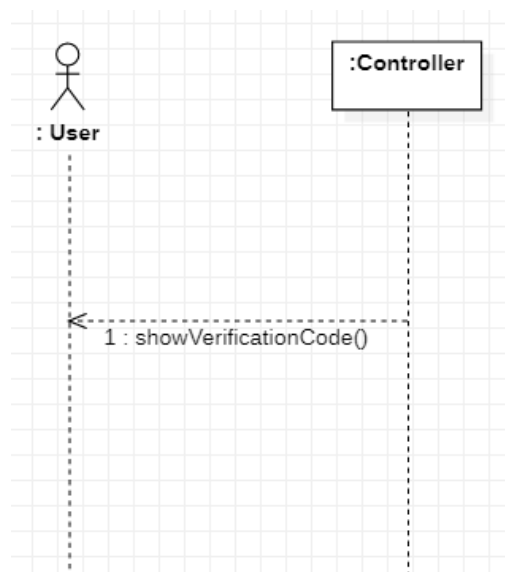 :Controller
: User
1 : showVerificationCode()